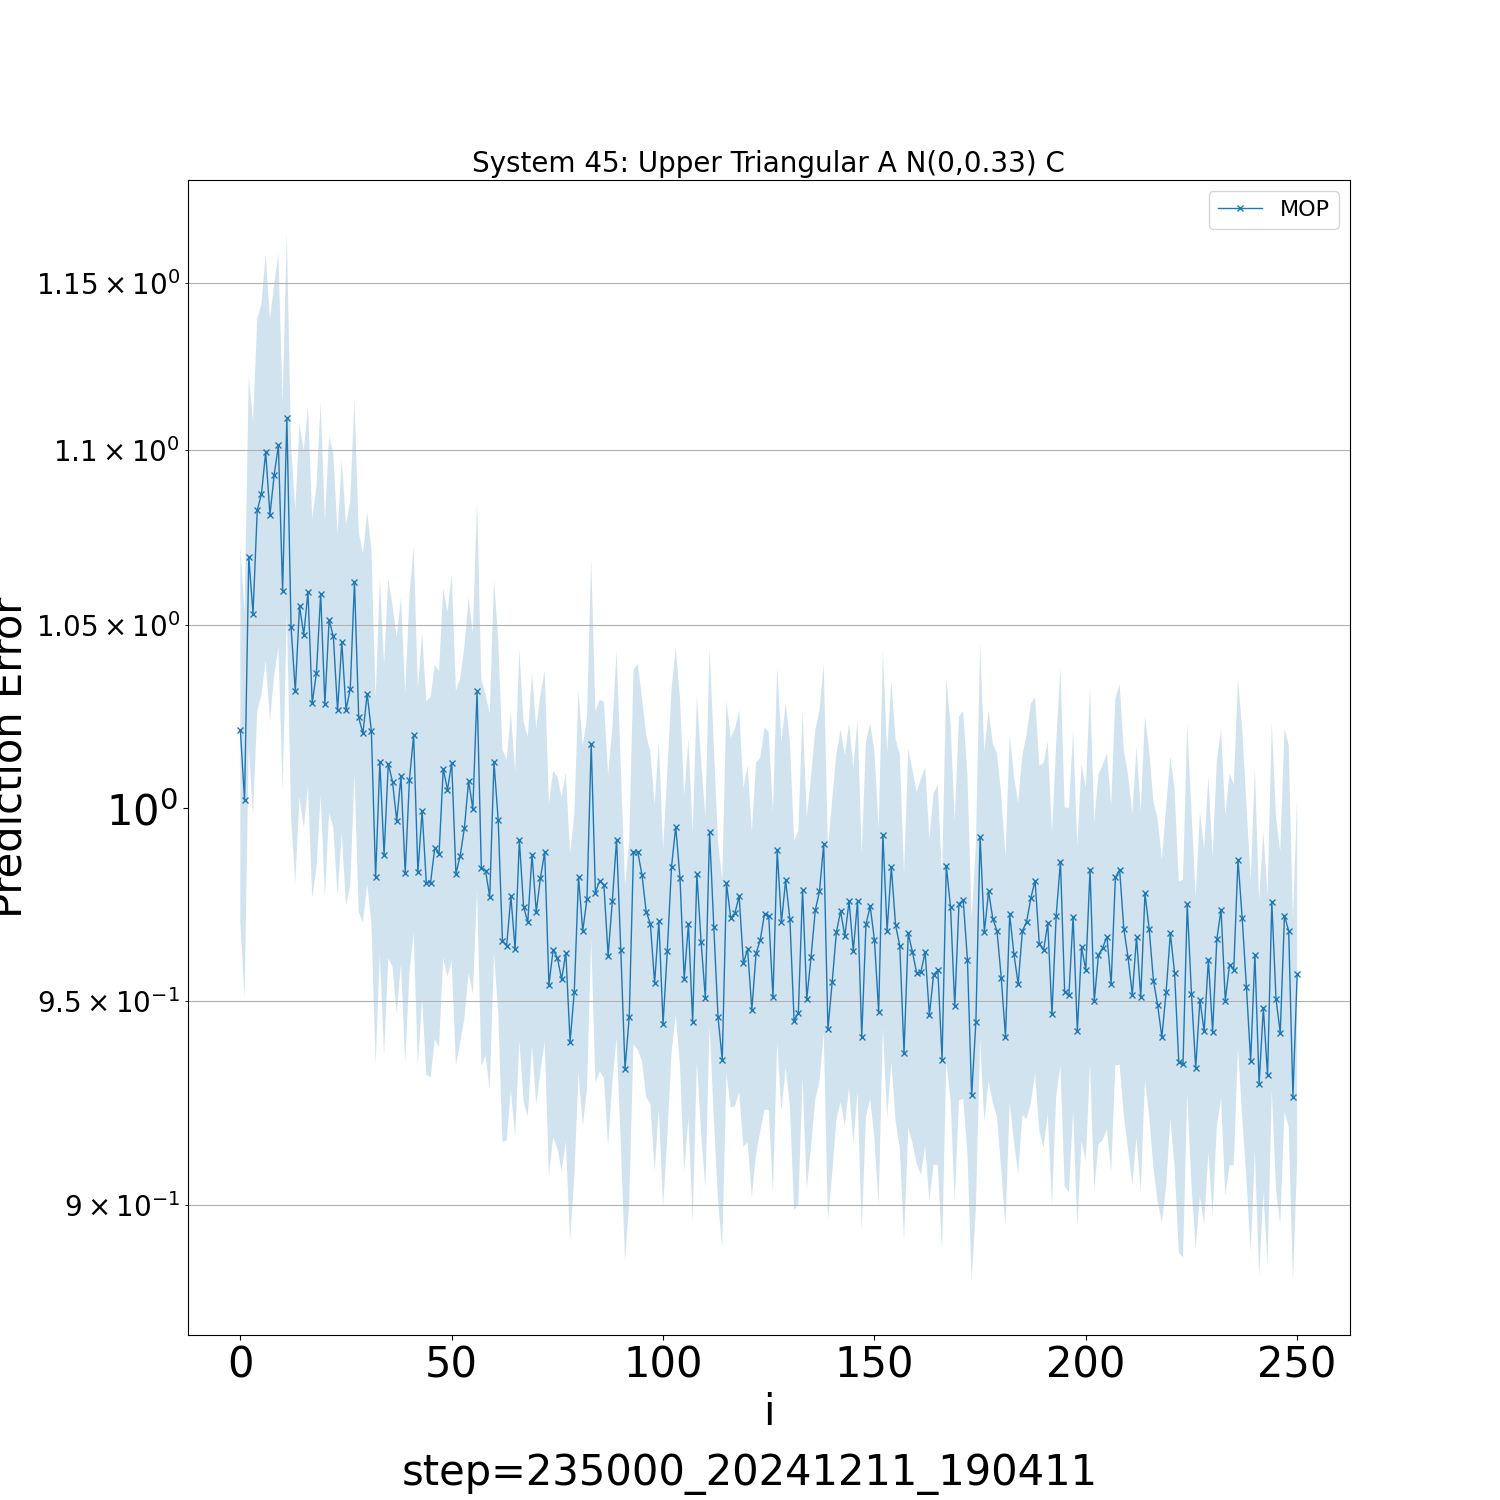 System 45: Upper Triangular A N(0,0.33) C
MOP
1.15 × 10⁰
1.1 × 10⁰
1.05 × 10⁰
10⁰
9.5 × 10⁻¹
9 × 10⁻¹
Prediction Error
0 50 100 150 200 250
i
step=235000_20241211_190411